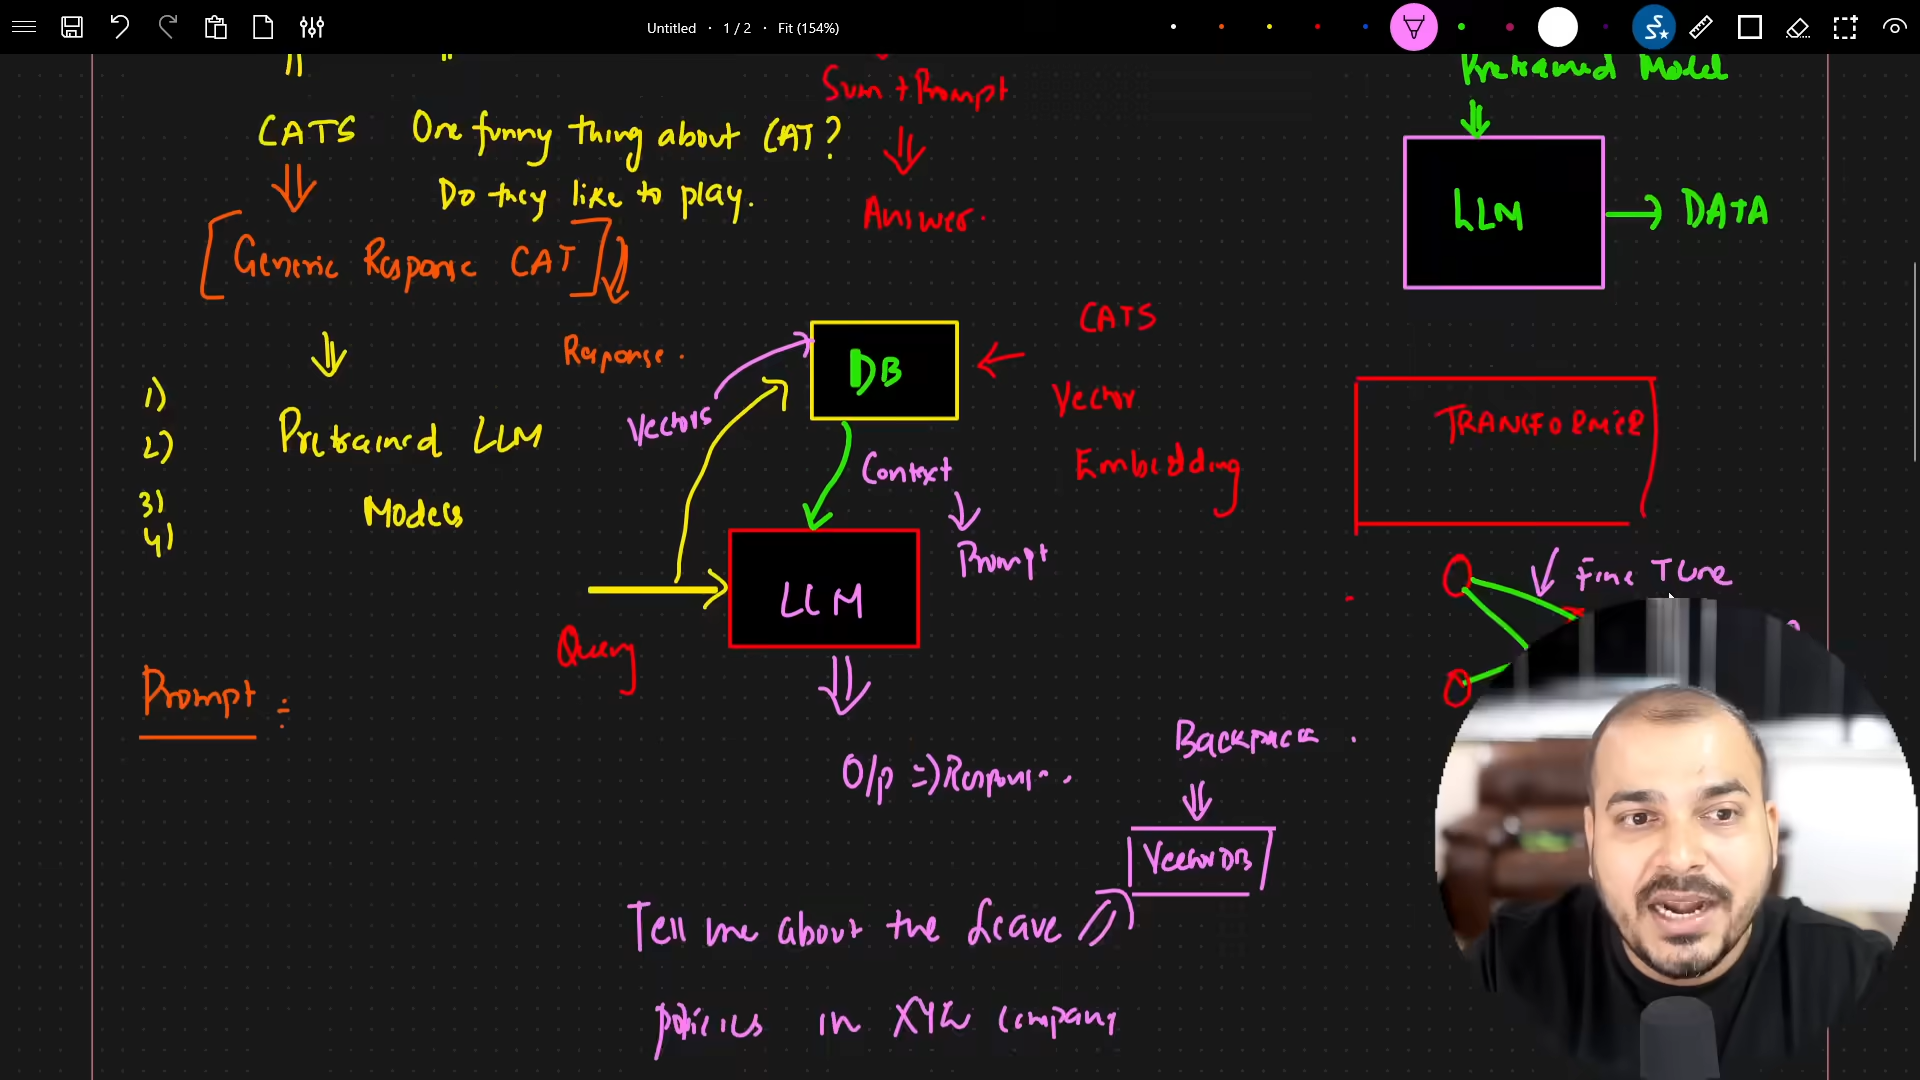 Untitled • 1 / 2 • Fit (154%)
Sum + Prompt
Pretrained Model
CATS One funny thing about CAT?
Do they like to play.
Answer.
LLM
DATA
[Generic Response CAT]
Response.
DB
CATS
Vectors
Vector
Embedding
TRANSFORMER
1)
2)
3)
4)
Pretrained LLM
Models
Context
Prompt
LLM
Fine Tune
Query
Prompt :
O/p => Response.
Backpack.
VectorDB
Tell me about the Leave
policies in XYZ company